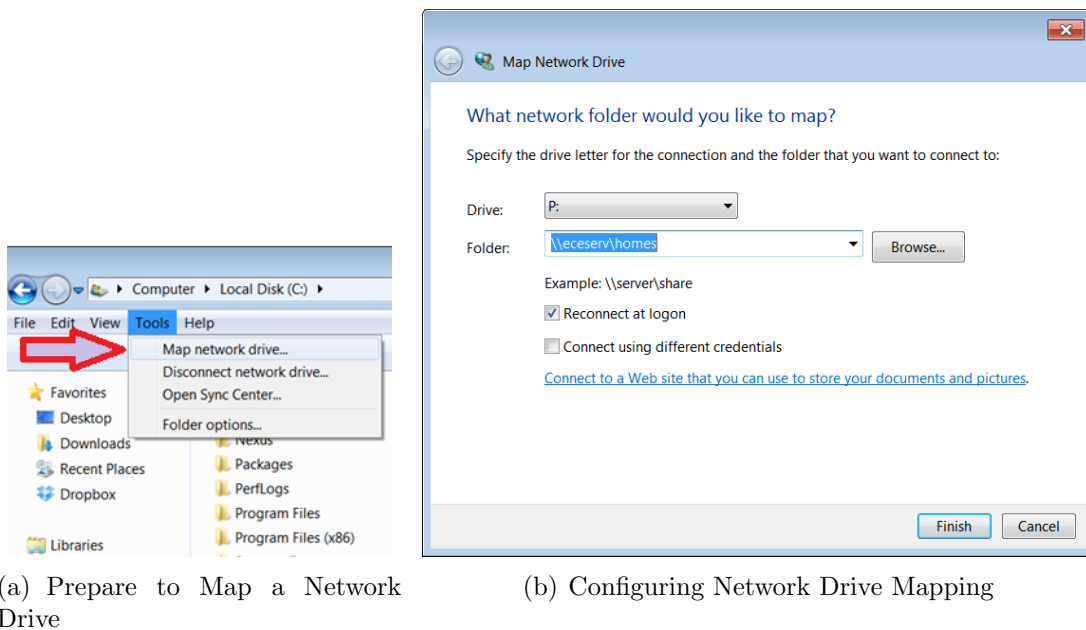 Computer Local Disk (C:)
File Edit View Tools Help
Map network drive...
Disconnect network drive...
Open Sync Center...
Folder options...
Favorites
Desktop
Downloads
Recent Places
Dropbox
Libraries
Nexus
Packages
PerfLogs
Program Files
Program Files (x86)
(a) Prepare to Map a Network
Drive
Map Network Drive
What network folder would you like to map?
Specify the drive letter for the connection and the folder that you want to connect to:
Drive: P:
Folder: \\eceserv\homes Browse...
Example: \\server\share
Reconnect at logon
Connect using different credentials
Connect to a Web site that you can use to store your documents and pictures.
Finish Cancel
(b) Configuring Network Drive Mapping